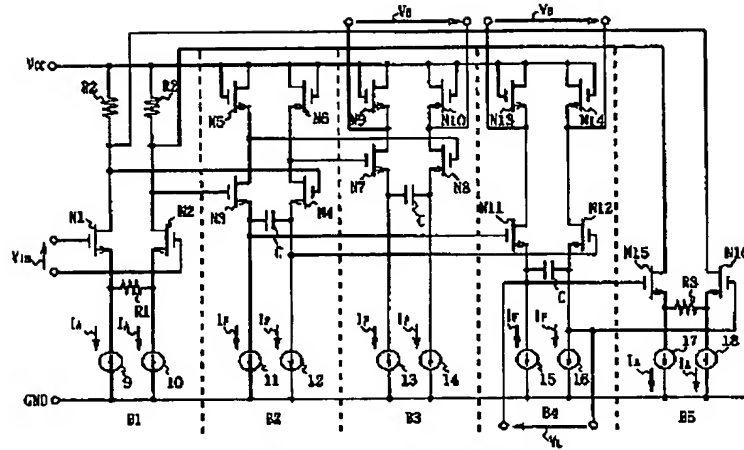 VB VB
VCC R2 R2
N5 N6 N9 N10 N13 N14
N1 N2 N3 N4 N7 N8 N11 N12
C C C
Vin R1 N15 N16 R3
IA IA IF IF IF IF IF IF
9 10 11 12 13 14 15 16 17 18
IA IA
GND
B1 B2 B3 B4 B5
VL